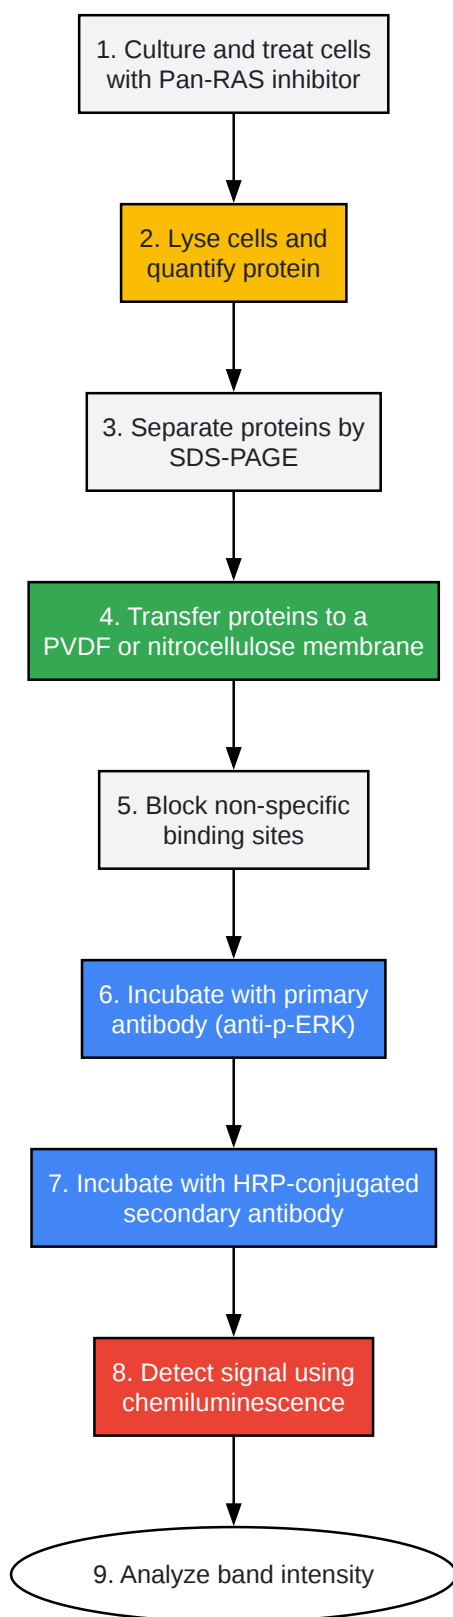 1. Culture and treat cells
with Pan-RAS inhibitor
2. Lyse cells and
quantify protein
3. Separate proteins by
SDS-PAGE
4. Transfer proteins to a
PVDF or nitrocellulose membrane
5. Block non-specific
binding sites
6. Incubate with primary
antibody (anti-p-ERK)
7. Incubate with HRP-conjugated
secondary antibody
8. Detect signal using
chemiluminescence
9. Analyze band intensity